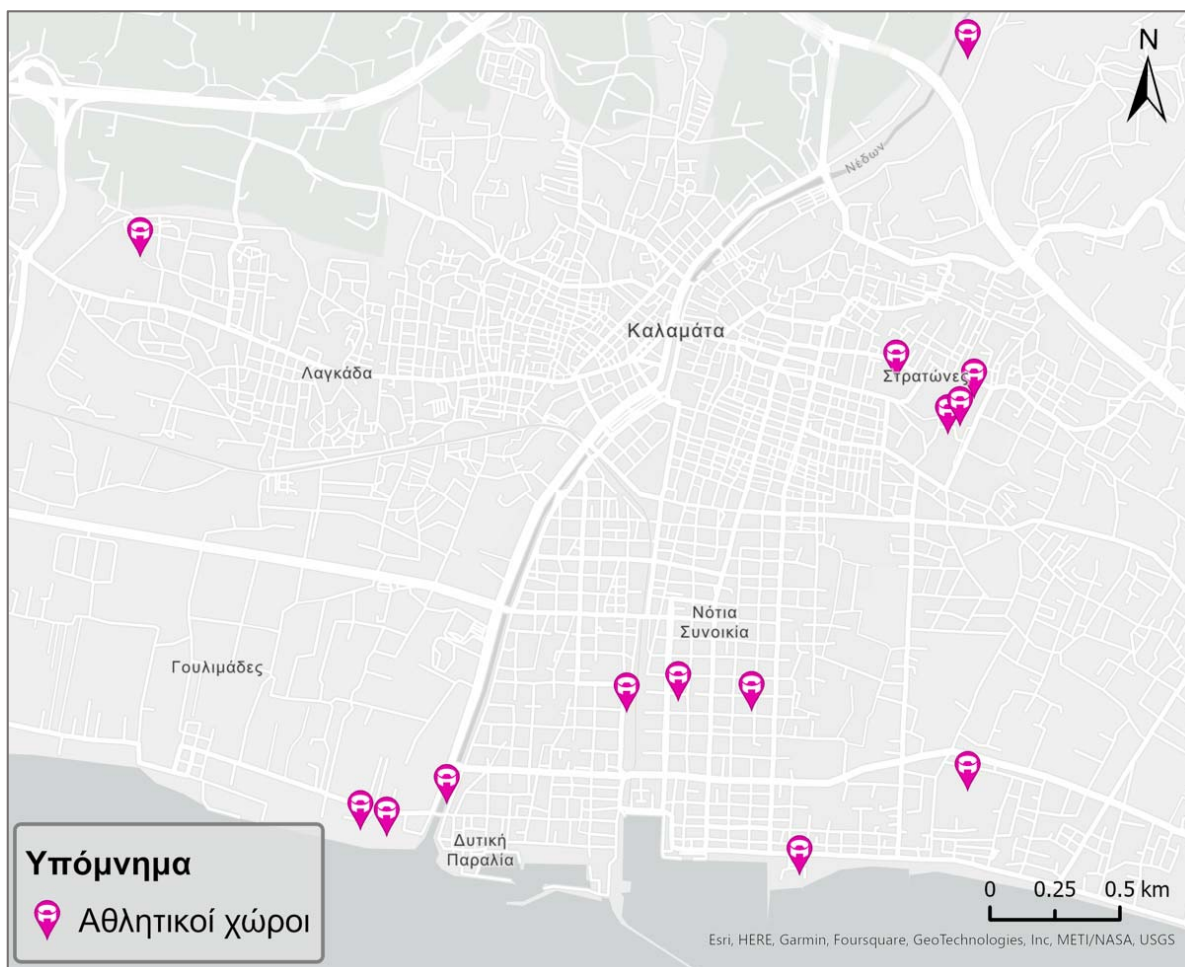 N
Νέδων
Καλαμάτα
Λαγκάδα
Στρατώνες
Νότια
Συνοικία
Γουλιμάδες
Δυτική
Παραλία
Υπόμνημα
Αθλητικοί χώροι
0 0.25 0.5 km
Esri, HERE, Garmin, Foursquare, GeoTechnologies, Inc, METI/NASA, USGS